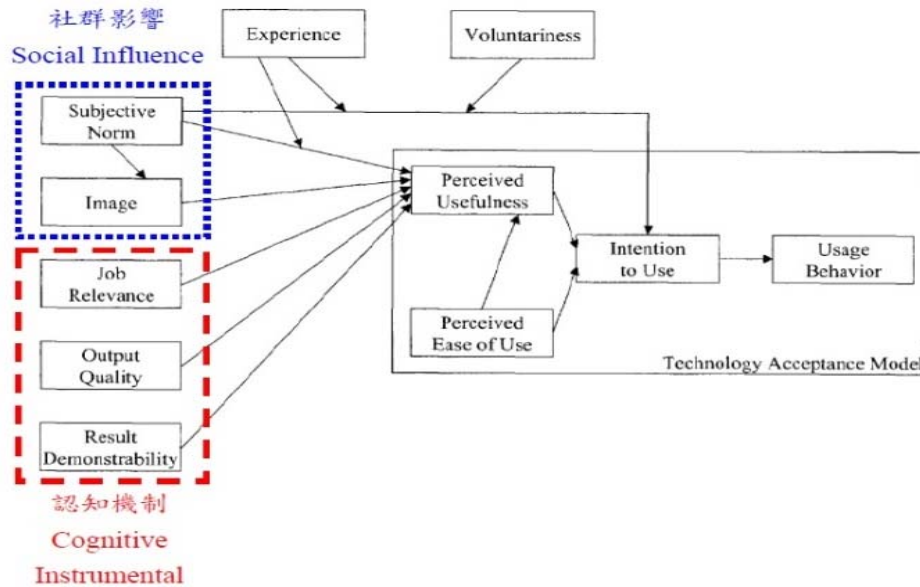 社群影響
Social Influence
Experience
Voluntariness
Subjective
Norm
Image
Perceived
Usefulness
Job
Relevance
Intention
to Use
Usage
Behavior
Perceived
Ease of Use
Output
Quality
Technology Acceptance Model
Result
Demonstrability
認知機制
Cognitive
Instrumental